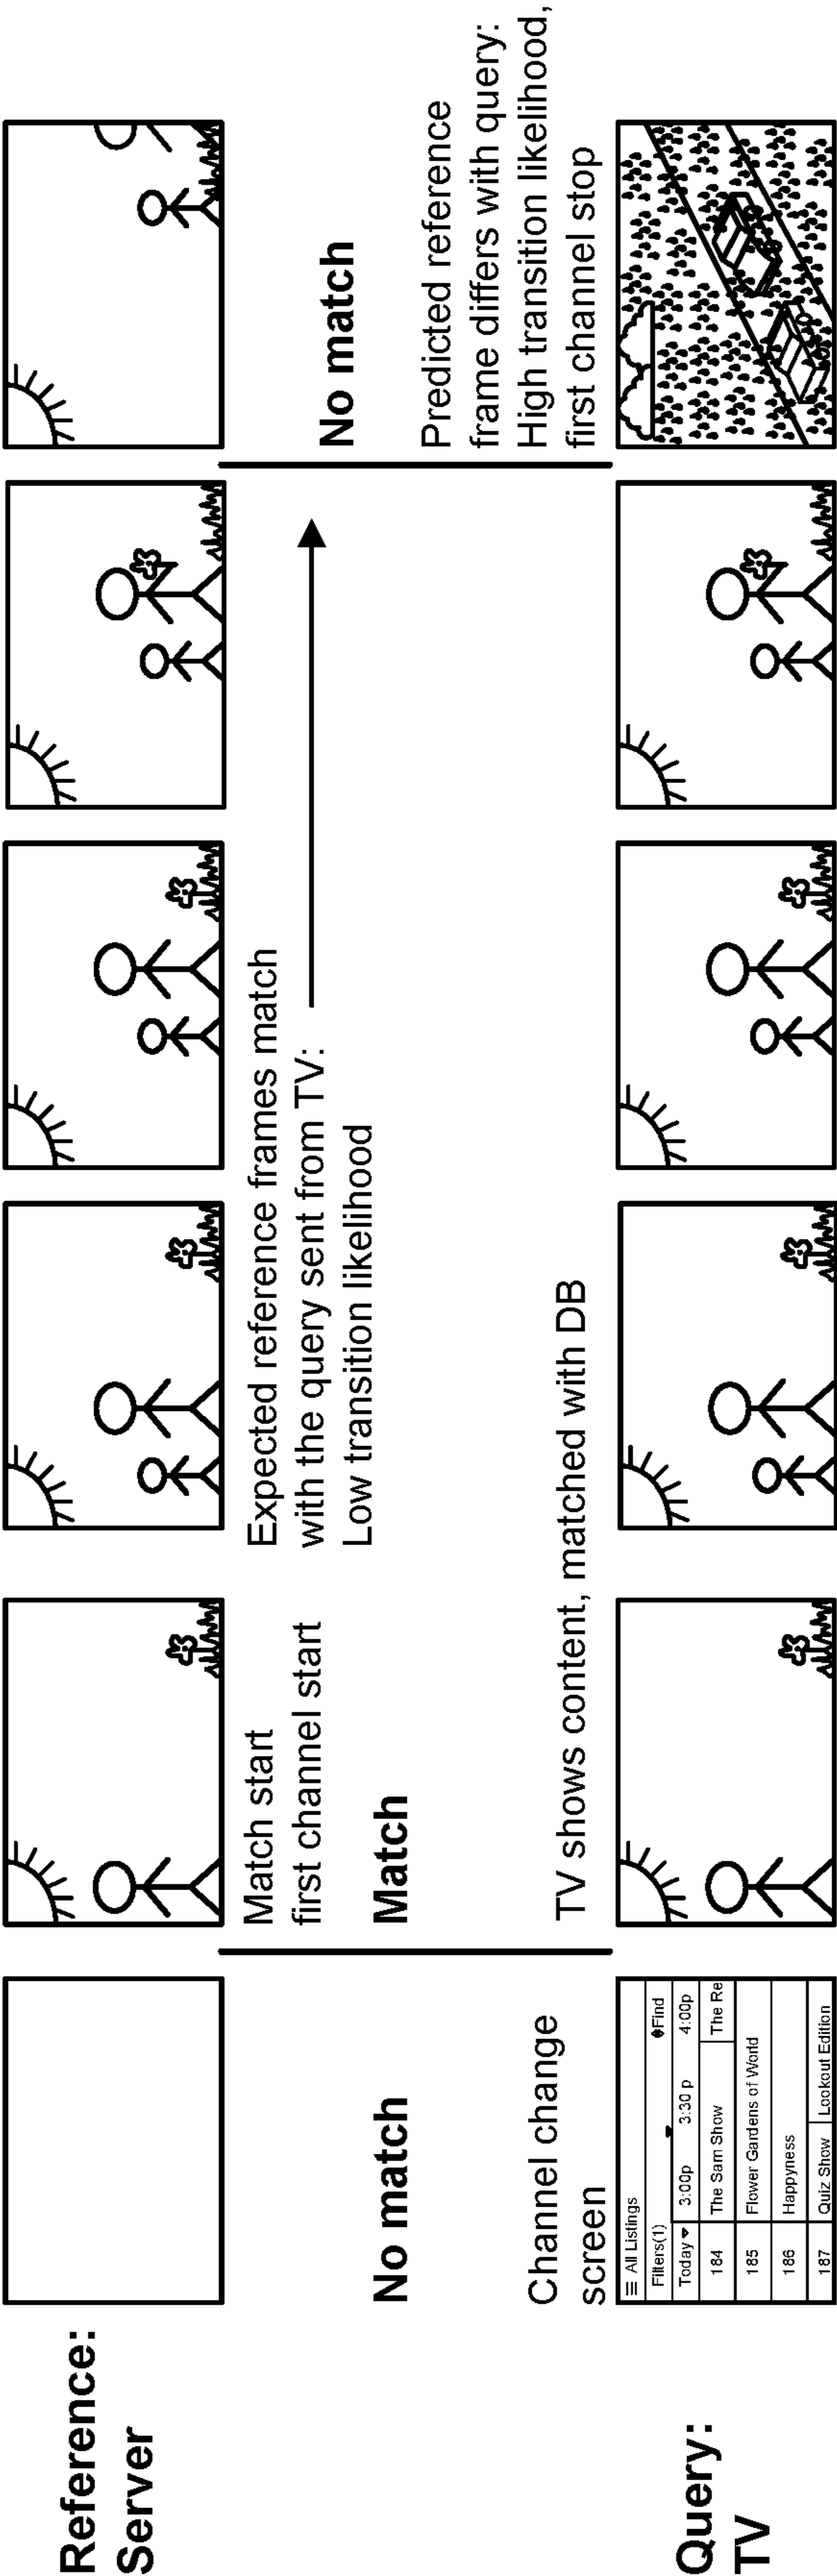 Reference:
Server
No match
Match start
first channel start
Match
Expected reference frames match
with the query sent from TV:
Low transition likelihood
No match
Predicted reference
frame differs with query:
High transition likelihood,
first channel stop
Channel change
screen
TV shows content, matched with DB
Query:
TV
☰ All Listings
Filters(1) Find
Today 3:00p 3:30 p 4:00p
184 The Sam Show The Re
185 Flower Gardens of World
186 Happyness
187 Quiz Show Lookout Edition